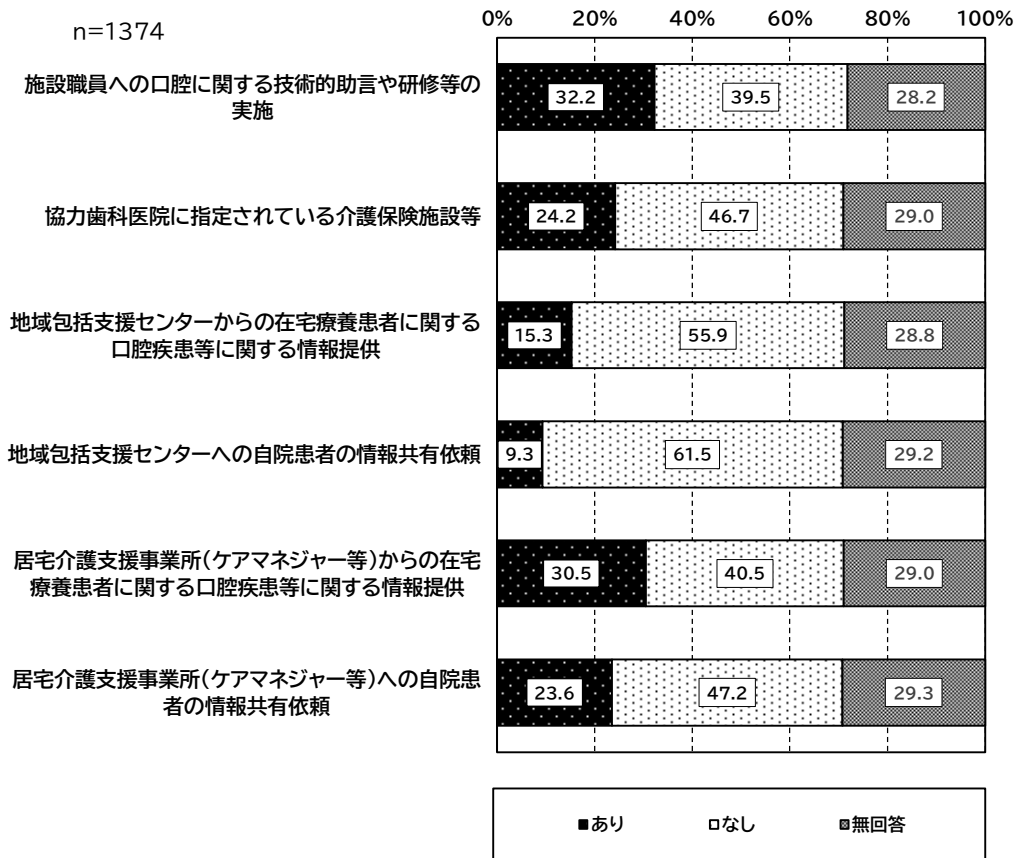 n=1374
0% 20% 40% 60% 80% 100%
施設職員への口腔に関する技術的助言や研修等の
実施
32.2 39.5 28.2
協力歯科医院に指定されている介護保険施設等
24.2 46.7 29.0
地域包括支援センターからの在宅療養患者に関する
口腔疾患等に関する情報提供
15.3 55.9 28.8
地域包括支援センターへの自院患者の情報共有依頼
9.3 61.5 29.2
居宅介護支援事業所(ケアマネジャー等)からの在宅
療養患者に関する口腔疾患等に関する情報提供
30.5 40.5 29.0
居宅介護支援事業所(ケアマネジャー等)への自院患
者の情報共有依頼
23.6 47.2 29.3
あり なし 無回答